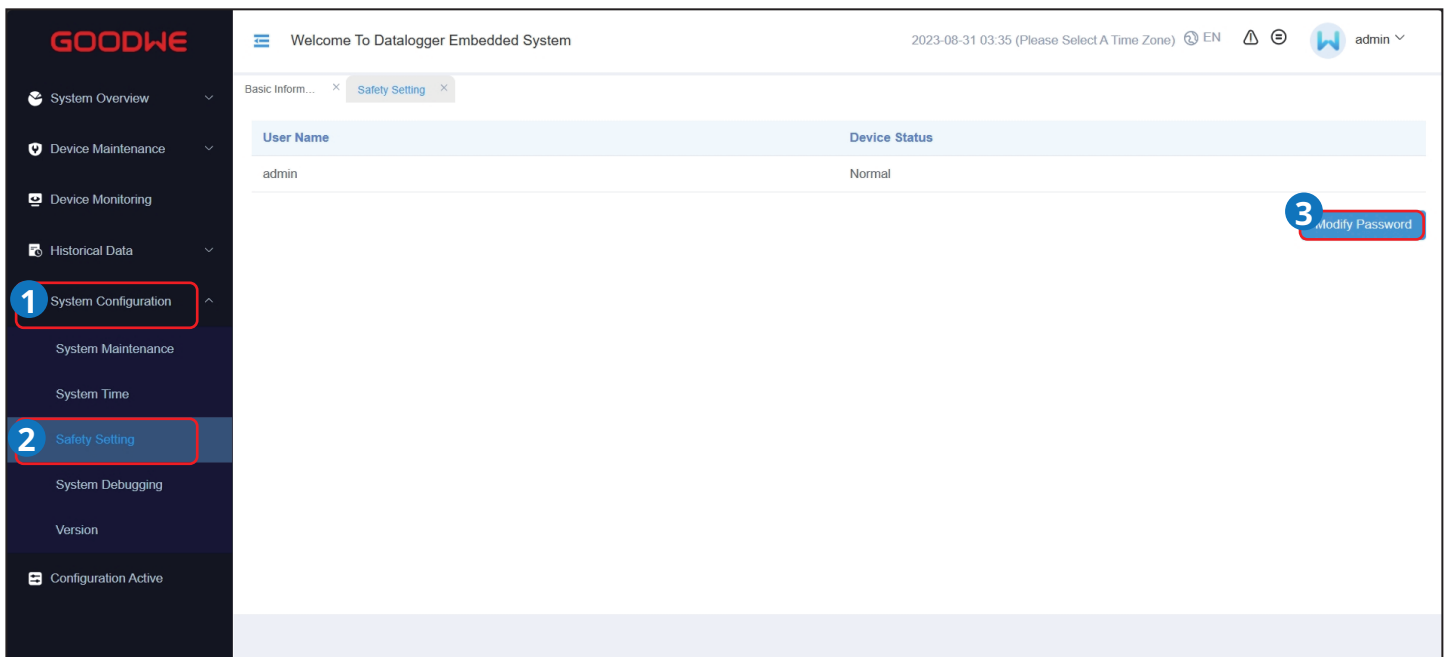 GOODWE
Welcome To Datalogger Embedded System
2023-08-31 03:35 (Please Select A Time Zone) EN
admin
System Overview
Device Maintenance
Device Monitoring
Historical Data
1 System Configuration
System Maintenance
System Time
2 Safety Setting
System Debugging
Version
Configuration Active
Basic Inform... × Safety Setting ×
User Name Device Status
admin Normal
3 Modify Password